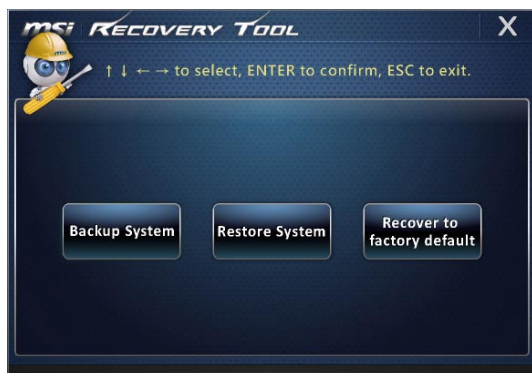 msi RECOVERY TOOL X
↑ ↓ ← → to select, ENTER to confirm, ESC to exit.
Backup System
Restore System
Recover to
factory default